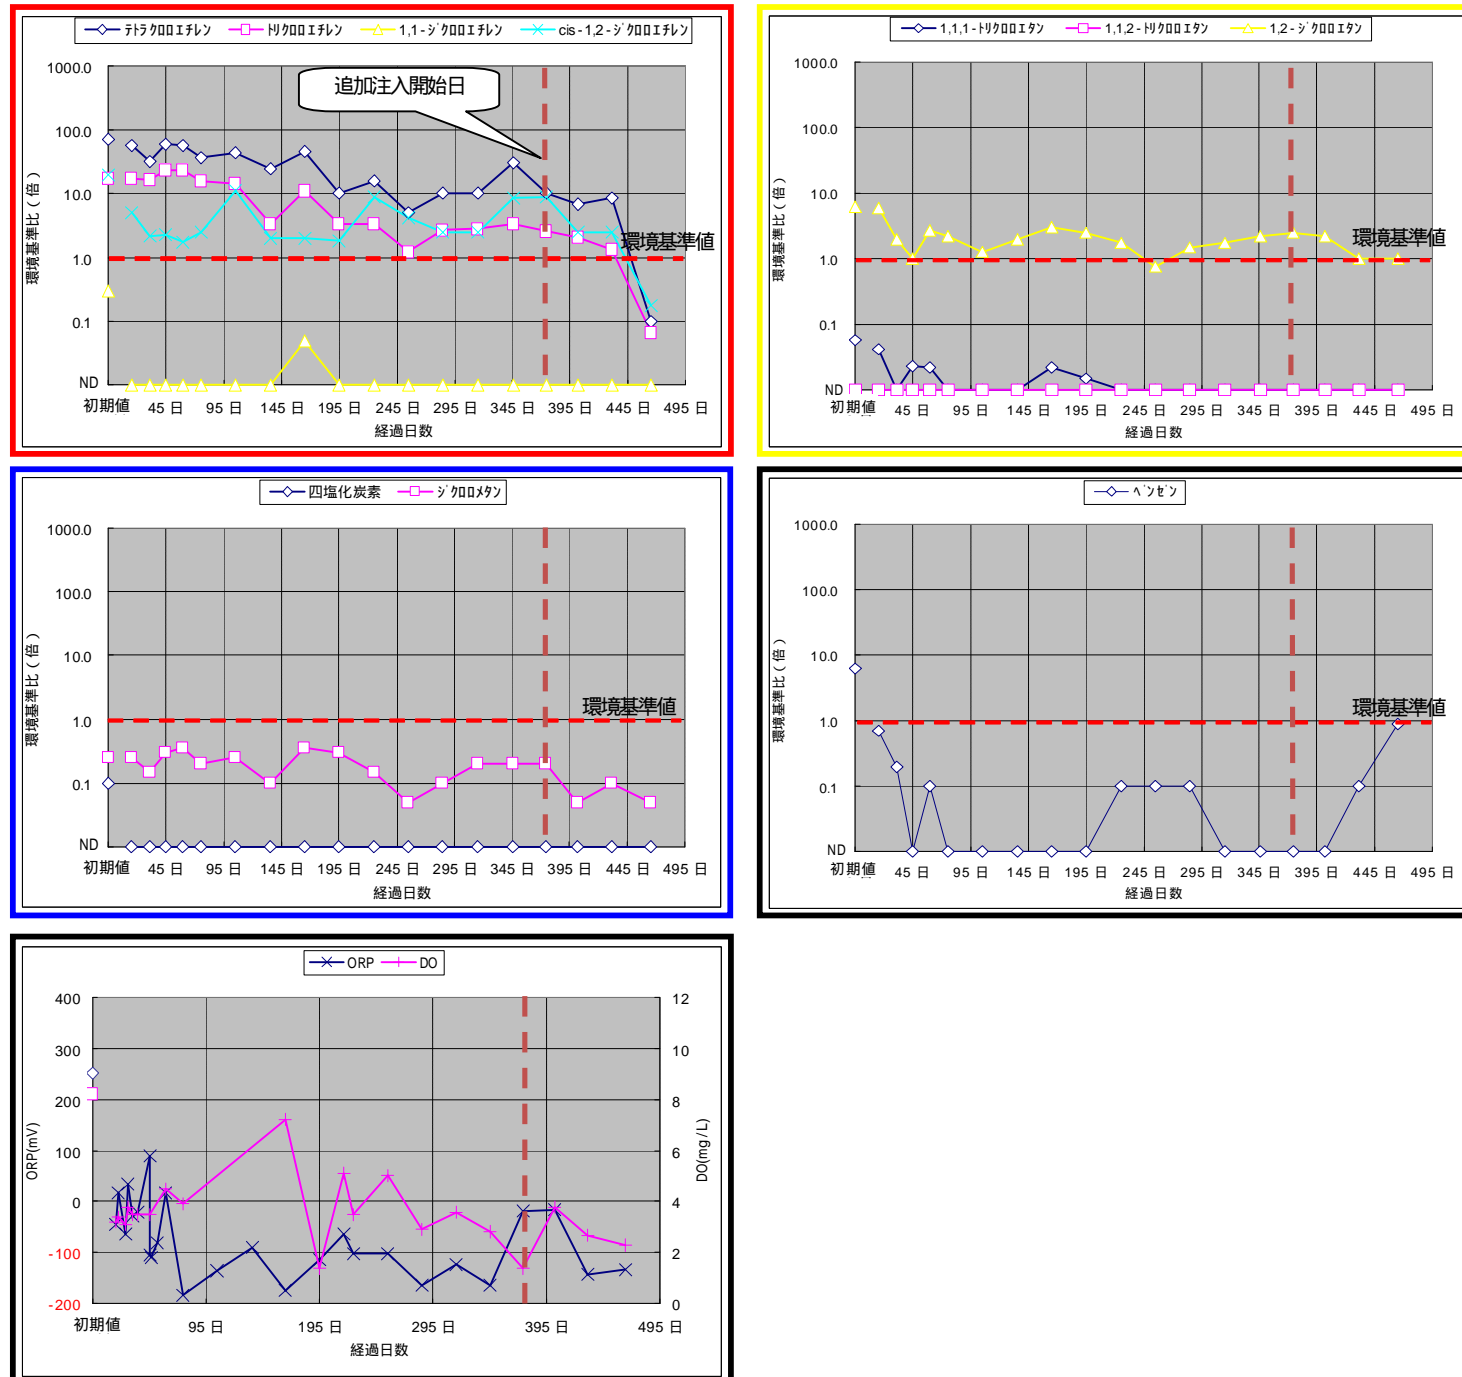 テトラクロロエチレン トリクロロエチレン 1,1-ジクロロエチレン cis-1,2-ジクロロエチレン
追加注入開始日
環境基準比(倍)
1000.0
100.0
10.0
1.0
0.1
ND
環境基準値
初期値 45 日 95 日 145 日 195 日 245 日 295 日 345 日 395 日 445 日 495 日
経過日数
1,1,1-トリクロロエタン 1,1,2-トリクロロエタン 1,2-ジクロロエタン
環境基準比(倍)
1000.0
100.0
10.0
1.0
0.1
ND
環境基準値
初期値 45 日 95 日 145 日 195 日 245 日 295 日 345 日 395 日 445 日 495 日
経過日数
四塩化炭素 ジクロロメタン
環境基準比(倍)
1000.0
100.0
10.0
1.0
0.1
ND
環境基準値
初期値 45 日 95 日 145 日 195 日 245 日 295 日 345 日 395 日 445 日 495 日
経過日数
ベンゼン
環境基準比(倍)
1000.0
100.0
10.0
1.0
0.1
ND
環境基準値
初期値 45 日 95 日 145 日 195 日 245 日 295 日 345 日 395 日 445 日 495 日
経過日数
ORP DO
ORP(mV)
400
300
200
100
0
-100
-200
DO(mg/L)
12
10
8
6
4
2
0
初期値 95 日 195 日 295 日 395 日 495 日
経過日数